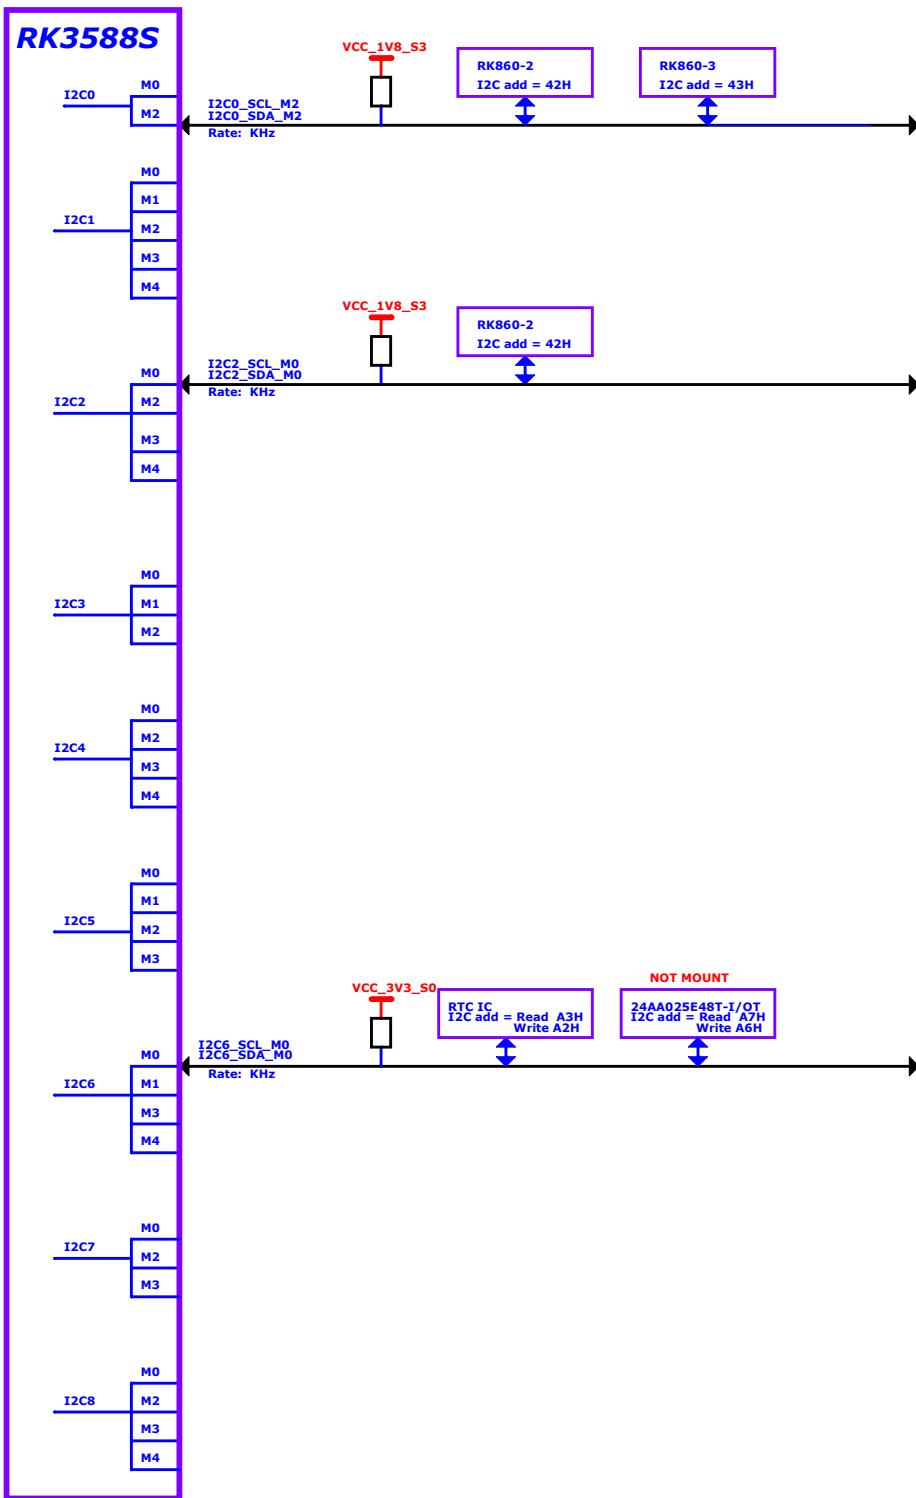 RK3588S
I2C0
M0
M2
I2C0_SCL_M2
I2C0_SDA_M2
Rate: KHz
VCC_1V8_S3
RK860-2
I2C add = 42H
RK860-3
I2C add = 43H
I2C1
M0
M1
M2
M3
M4
I2C2
M0
M2
M3
M4
I2C2_SCL_M0
I2C2_SDA_M0
Rate: KHz
VCC_1V8_S3
RK860-2
I2C add = 42H
I2C3
M0
M1
M2
I2C4
M0
M2
M3
M4
I2C5
M0
M1
M2
M3
I2C6
M0
M1
M3
M4
I2C6_SCL_M0
I2C6_SDA_M0
Rate: KHz
VCC_3V3_S0
RTC IC
I2C add = Read A3H
Write A2H
NOT MOUNT
24AA025E48T-I/OT
I2C add = Read A7H
Write A6H
I2C7
M0
M2
M3
I2C8
M0
M2
M3
M4